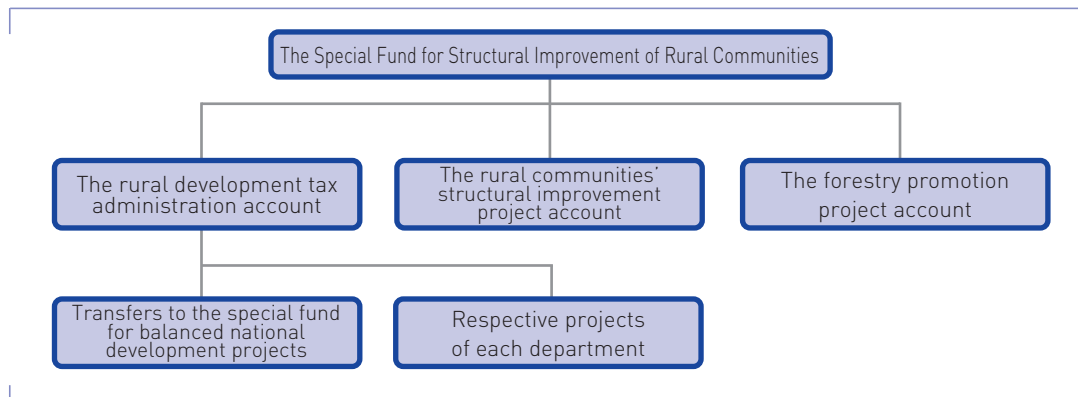 The Special Fund for Structural Improvement of Rural Communities
The rural development tax
administration account
The rural communities’
structural improvement
project account
The forestry promotion
project account
Transfers to the special fund
for balanced national
development projects
Respective projects
of each department